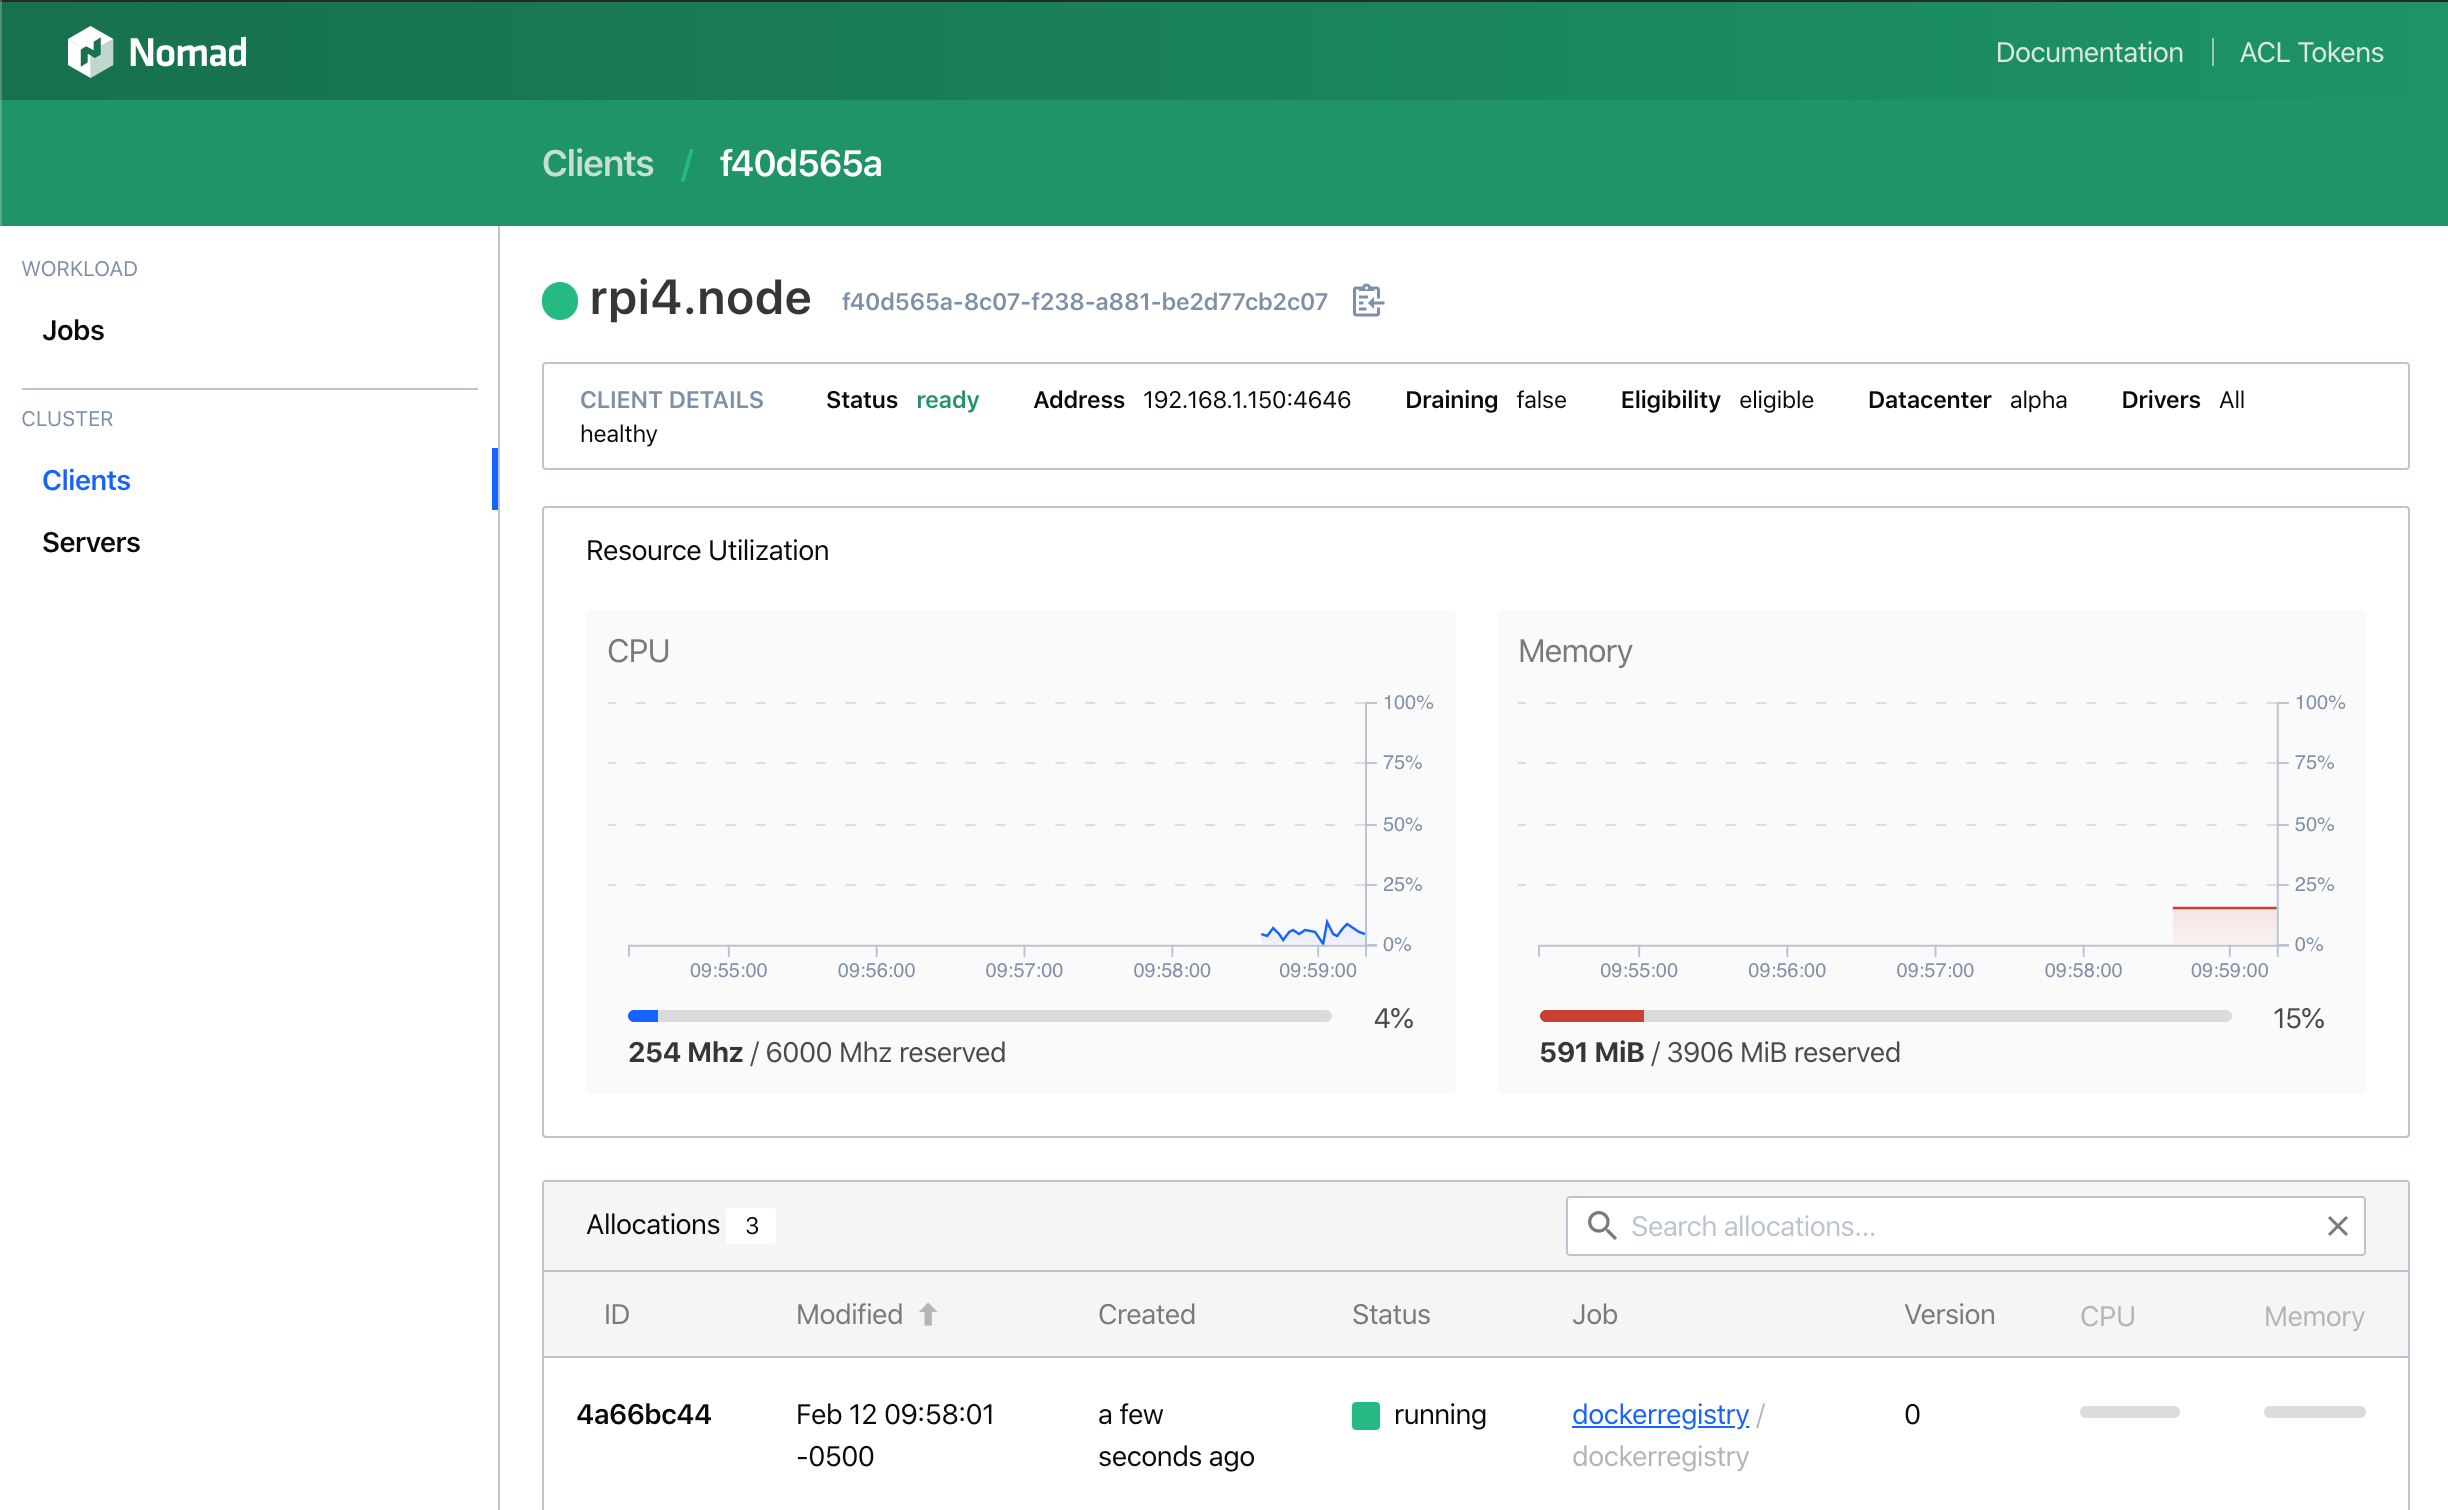 Nomad
Documentation
ACL Tokens
Clients / f40d565a
WORKLOAD
Jobs
CLUSTER
Clients
Servers
rpi4.node f40d565a-8c07-f238-a881-be2d77cb2c07
CLIENT DETAILS Status ready Address 192.168.1.150:4646 Draining false Eligibility eligible Datacenter alpha Drivers All
healthy
Resource Utilization
CPU
100%
75%
50%
25%
0%
09:55:00 09:56:00 09:57:00 09:58:00 09:59:00
4%
254 Mhz / 6000 Mhz reserved
Memory
100%
75%
50%
25%
0%
09:55:00 09:56:00 09:57:00 09:58:00 09:59:00
15%
591 MiB / 3906 MiB reserved
Allocations 3
Search allocations...
ID Modified Created Status Job Version CPU Memory
4a66bc44 Feb 12 09:58:01 a few running dockerregistry / 0
-0500 seconds ago dockerregistry